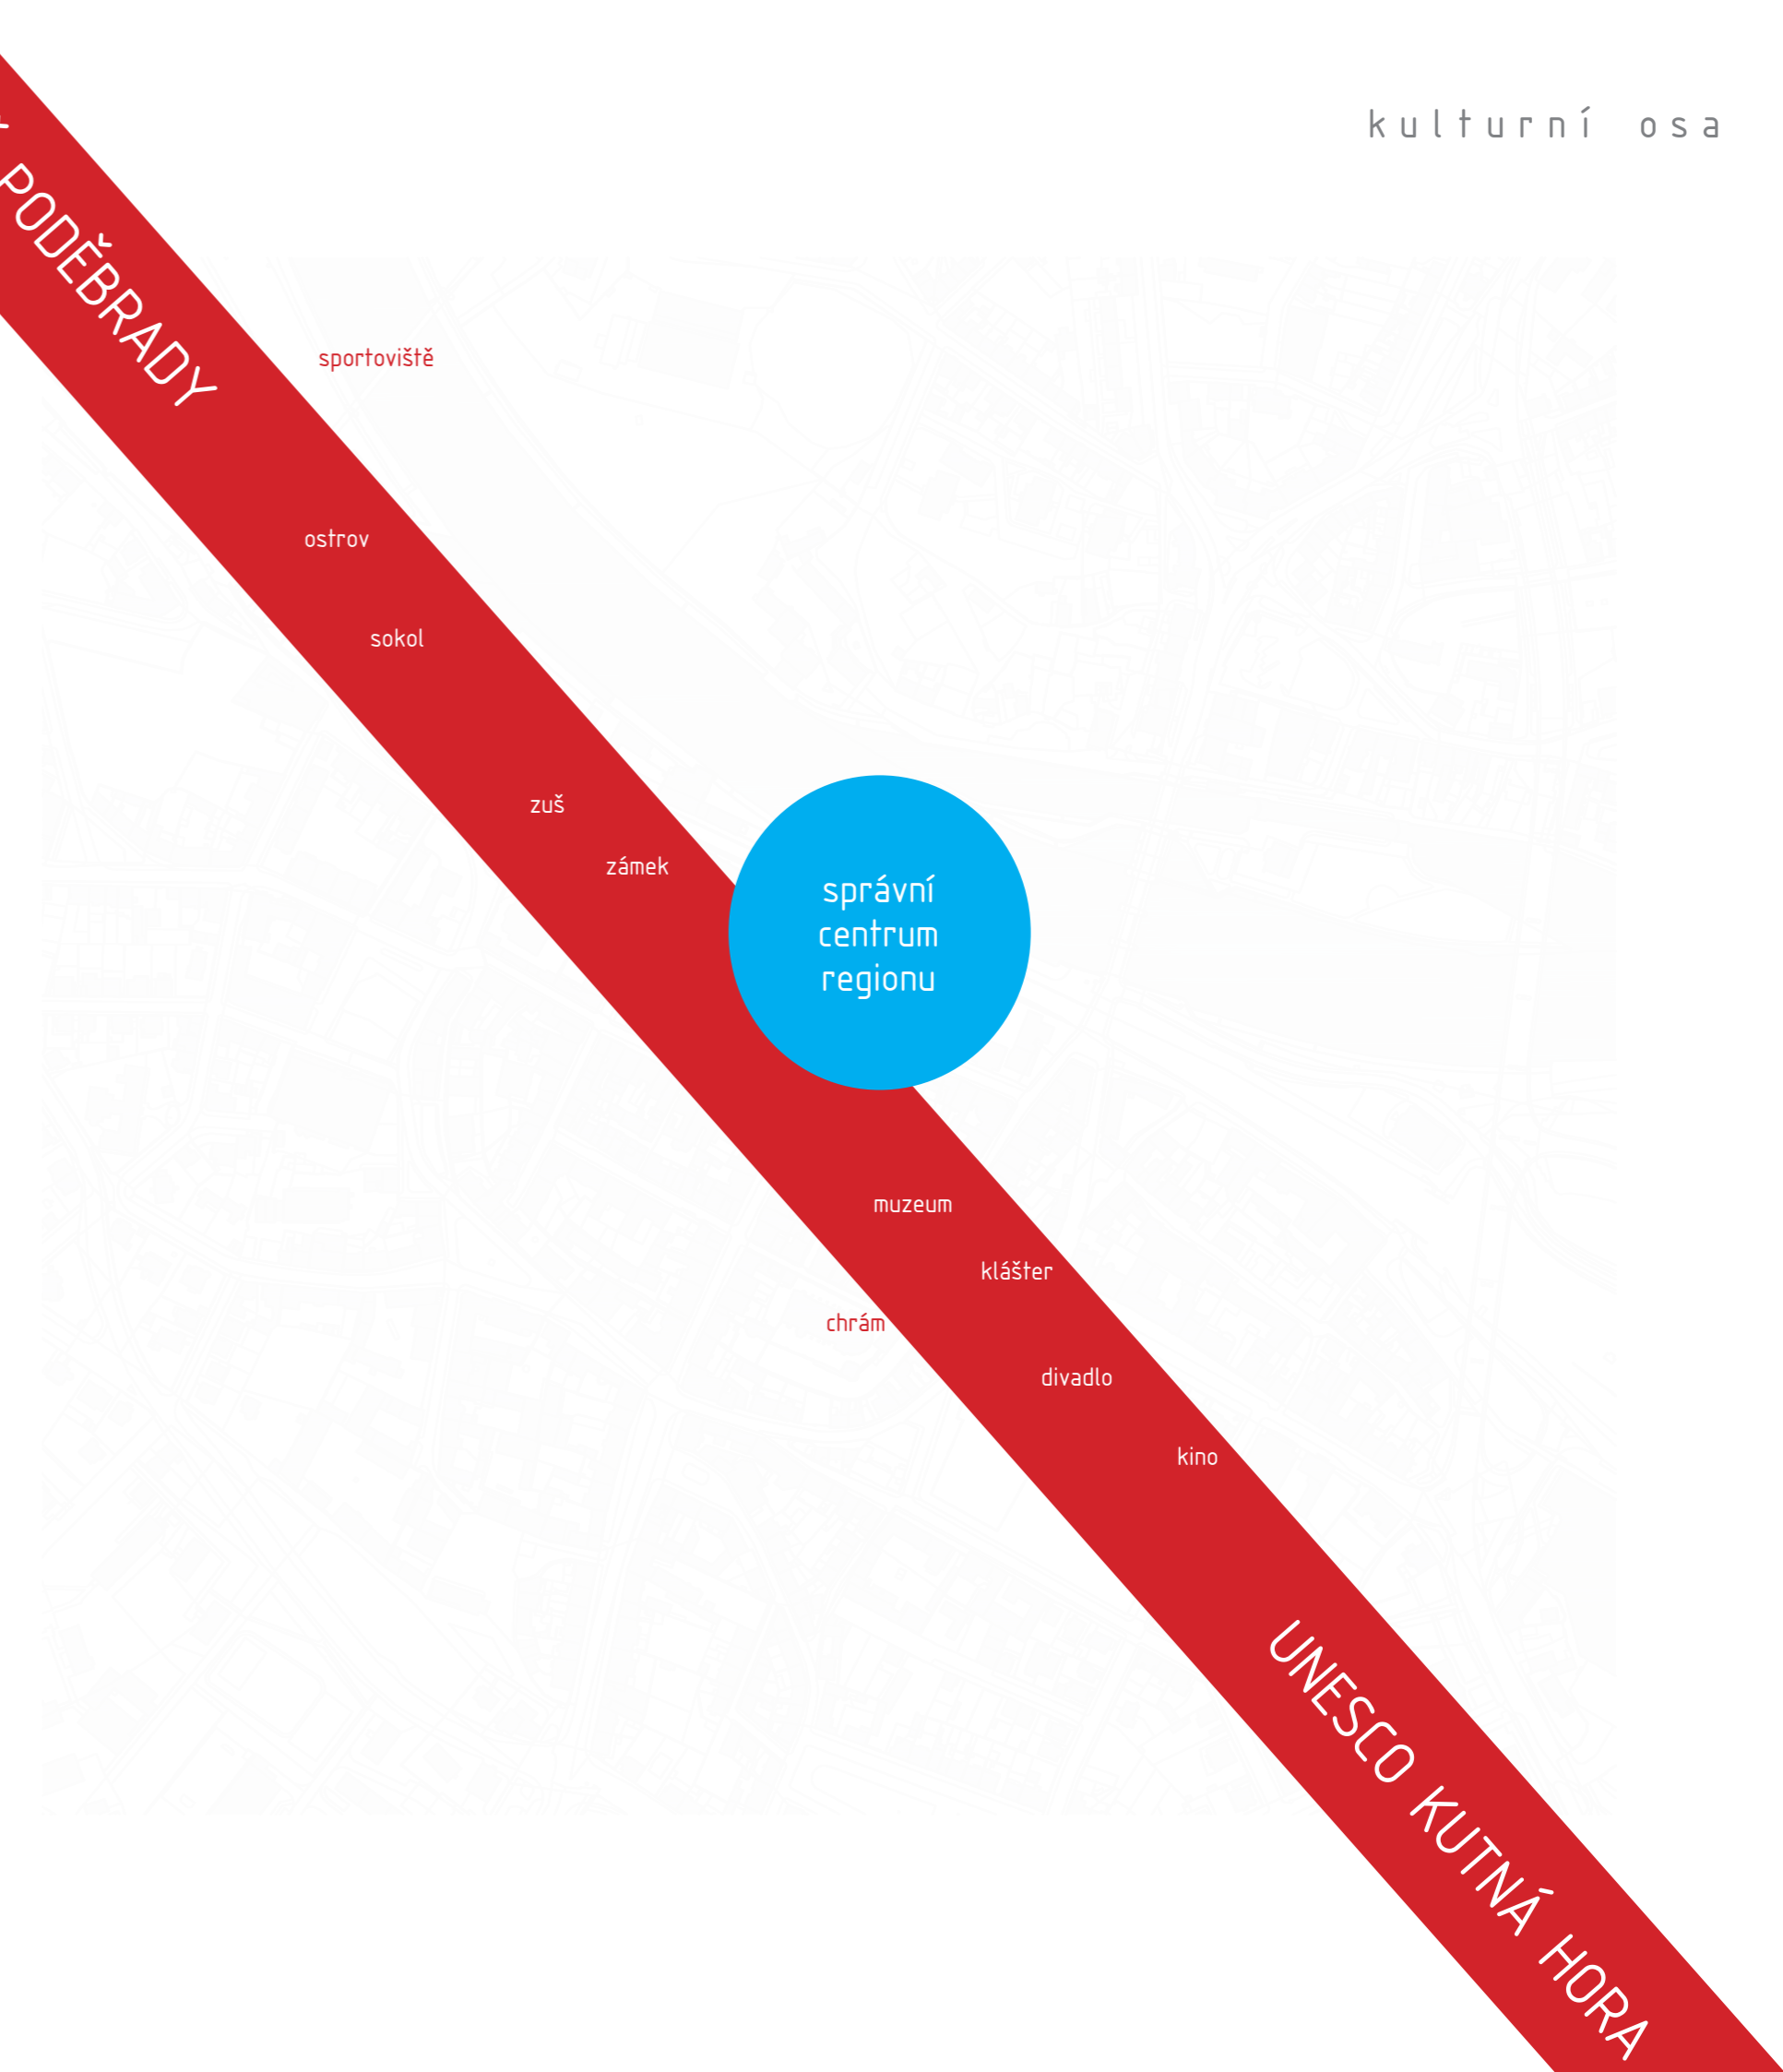 kulturní osa
PODĚBRADY
sportoviště
ostrov
sokol
zuš
zámek
správní
centrum
regionu
muzeum
klášter
chrám
divadlo
kino
UNESCO KUTNÁ HORA